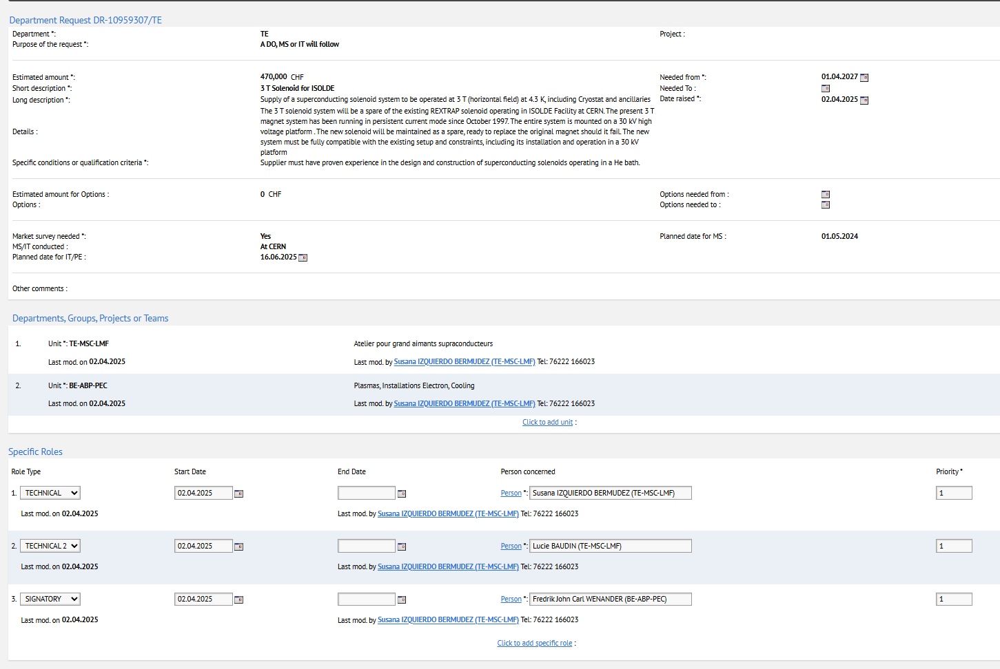 Department Request DR-10959307/TE
Department *: TE Project :
Purpose of the request *: A DO, MS or IT will follow
Estimated amount *: 470,000 CHF Needed from *: 01.04.2027
Short description *: 3 T Solenoid for ISOLDE Needed To :
Long description *: Supply of a superconducting solenoid system to be operated at 3 T (horizontal field) at 4.3 K, including Cryostat and ancillaries Date raised *: 02.04.2025
The 3 T solenoid system will be a spare of the existing REXTRAP solenoid operating in ISOLDE Facility at CERN. The present 3 T
magnet system has been running in persistent current mode since October 1997. The entire system is mounted on a 30 kV high
Details : voltage platform . The new solenoid will be maintained as a spare, ready to replace the original magnet should it fail. The new
system must be fully compatible with the existing setup and constraints, including its installation and operation in a 30 kV
platform
Specific conditions or qualification criteria *: Supplier must have proven experience in the design and construction of superconducting solenoids operating in a He bath.
Estimated amount for Options : 0 CHF Options needed from :
Options : Options needed to :
Market survey needed *: Yes Planned date for MS : 01.05.2024
MS/IT conducted : At CERN
Planned date for IT/PE : 16.06.2025
Other comments :
Departments, Groups, Projects or Teams
1. Unit *: TE-MSC-LMF Atelier pour grand aimants supraconducteurs
Last mod. on 02.04.2025 Last mod. by Susana IZQUIERDO BERMUDEZ (TE-MSC-LMF) Tel: 76222 166023
2. Unit *: BE-ABP-PEC Plasmas, Installations Electron, Cooling
Last mod. on 02.04.2025 Last mod. by Susana IZQUIERDO BERMUDEZ (TE-MSC-LMF) Tel: 76222 166023
Click to add unit :
Specific Roles
Role Type Start Date End Date Person concerned Priority *
1. TECHNICAL 02.04.2025 Person *: Susana IZQUIERDO BERMUDEZ (TE-MSC-LMF) 1
Last mod. on 02.04.2025 Last mod. by Susana IZQUIERDO BERMUDEZ (TE-MSC-LMF) Tel: 76222 166023
2. TECHNICAL 2 02.04.2025 Person *: Lucie BAUDIN (TE-MSC-LMF) 1
Last mod. on 02.04.2025 Last mod. by Susana IZQUIERDO BERMUDEZ (TE-MSC-LMF) Tel: 76222 166023
3. SIGNATORY 02.04.2025 Person *: Fredrik John Carl WENANDER (BE-ABP-PEC) 1
Last mod. on 02.04.2025 Last mod. by Susana IZQUIERDO BERMUDEZ (TE-MSC-LMF) Tel: 76222 166023
Click to add specific role :